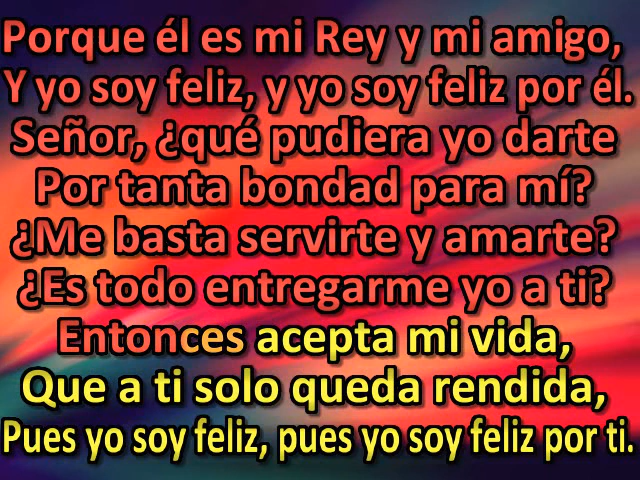 Porque él es mi Rey y mi amigo,
Y yo soy feliz, y yo soy feliz por él.
Señor, ¿qué pudiera yo darte
Por tanta bondad para mí?
¿Me basta servirte y amarte?
¿Es todo entregarme yo a ti?
Entonces acepta mi vida,
Que a ti solo queda rendida,
Pues yo soy feliz, pues yo soy feliz por ti.